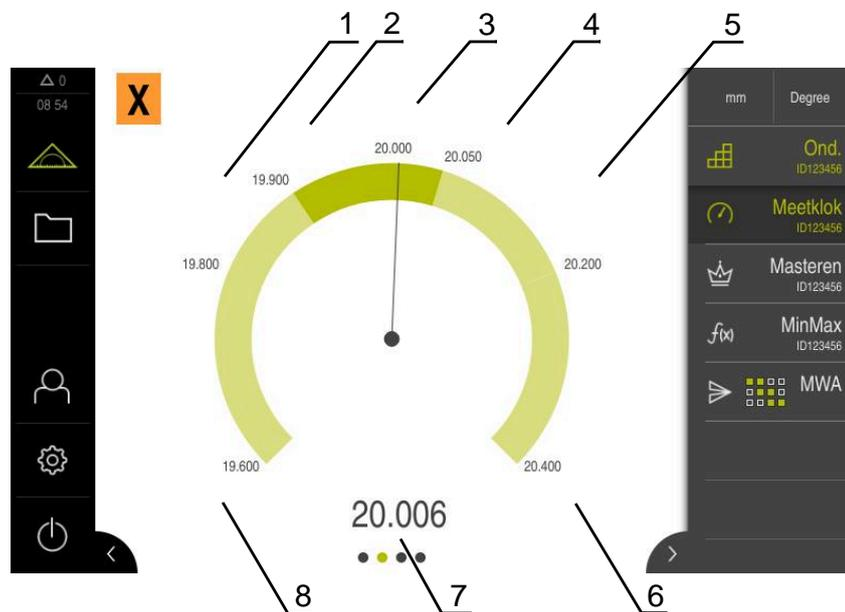 1 2 3 4 5
△ 0
08 54
X
mm Degree
Ond.
ID123456
Meetklok
ID123456
Masteren
ID123456
f(x) MinMax
ID123456
MWA
20.000
20.050
19.900
19.800
20.200
19.600
20.400
20.006
8 7 6